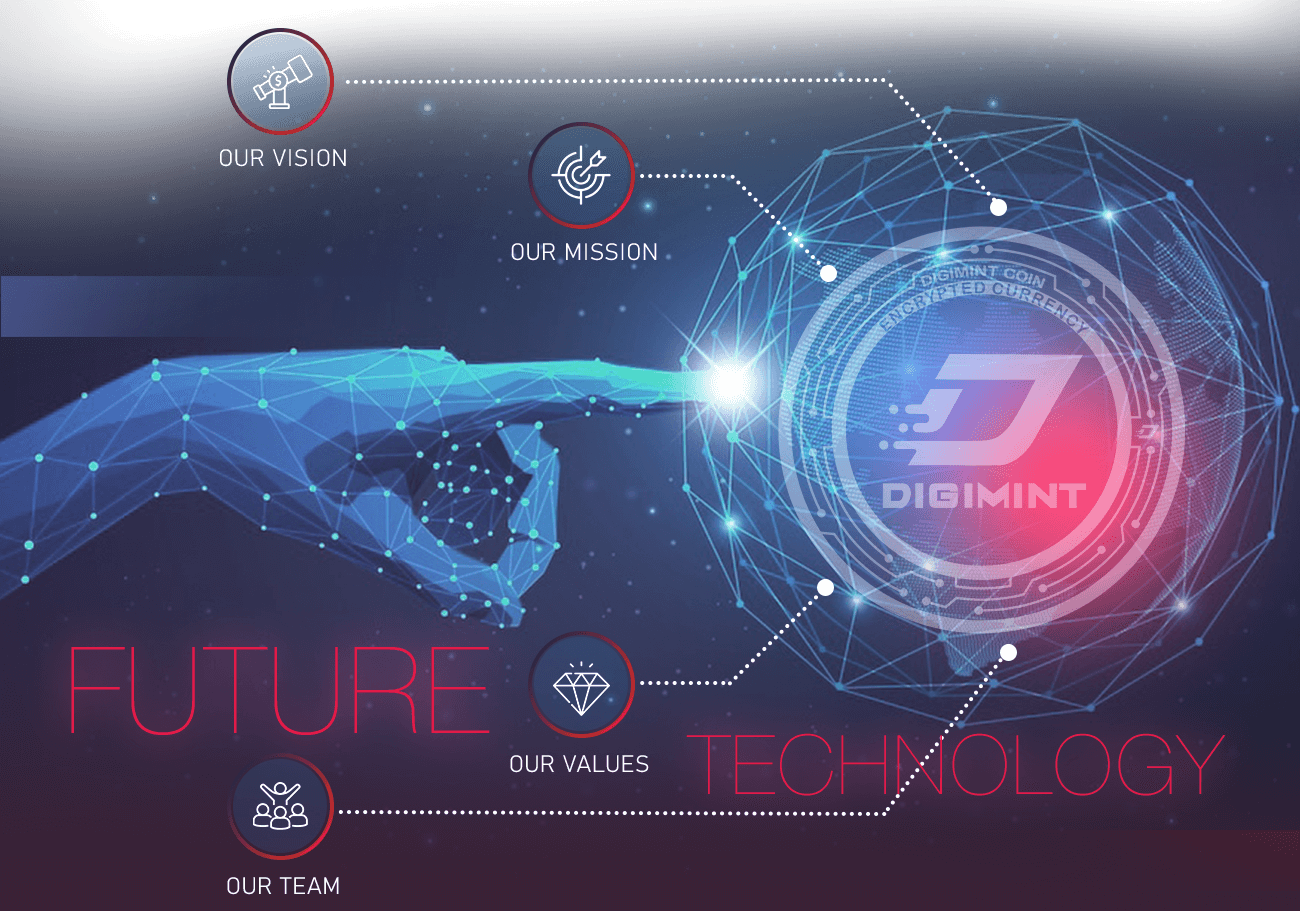 OUR VISION
OUR MISSION
DIGIMINT COIN
ENCRYPTED CURRENCY
DIGIMINT
FUTURE
OUR VALUES
TECHNOLOGY
OUR TEAM